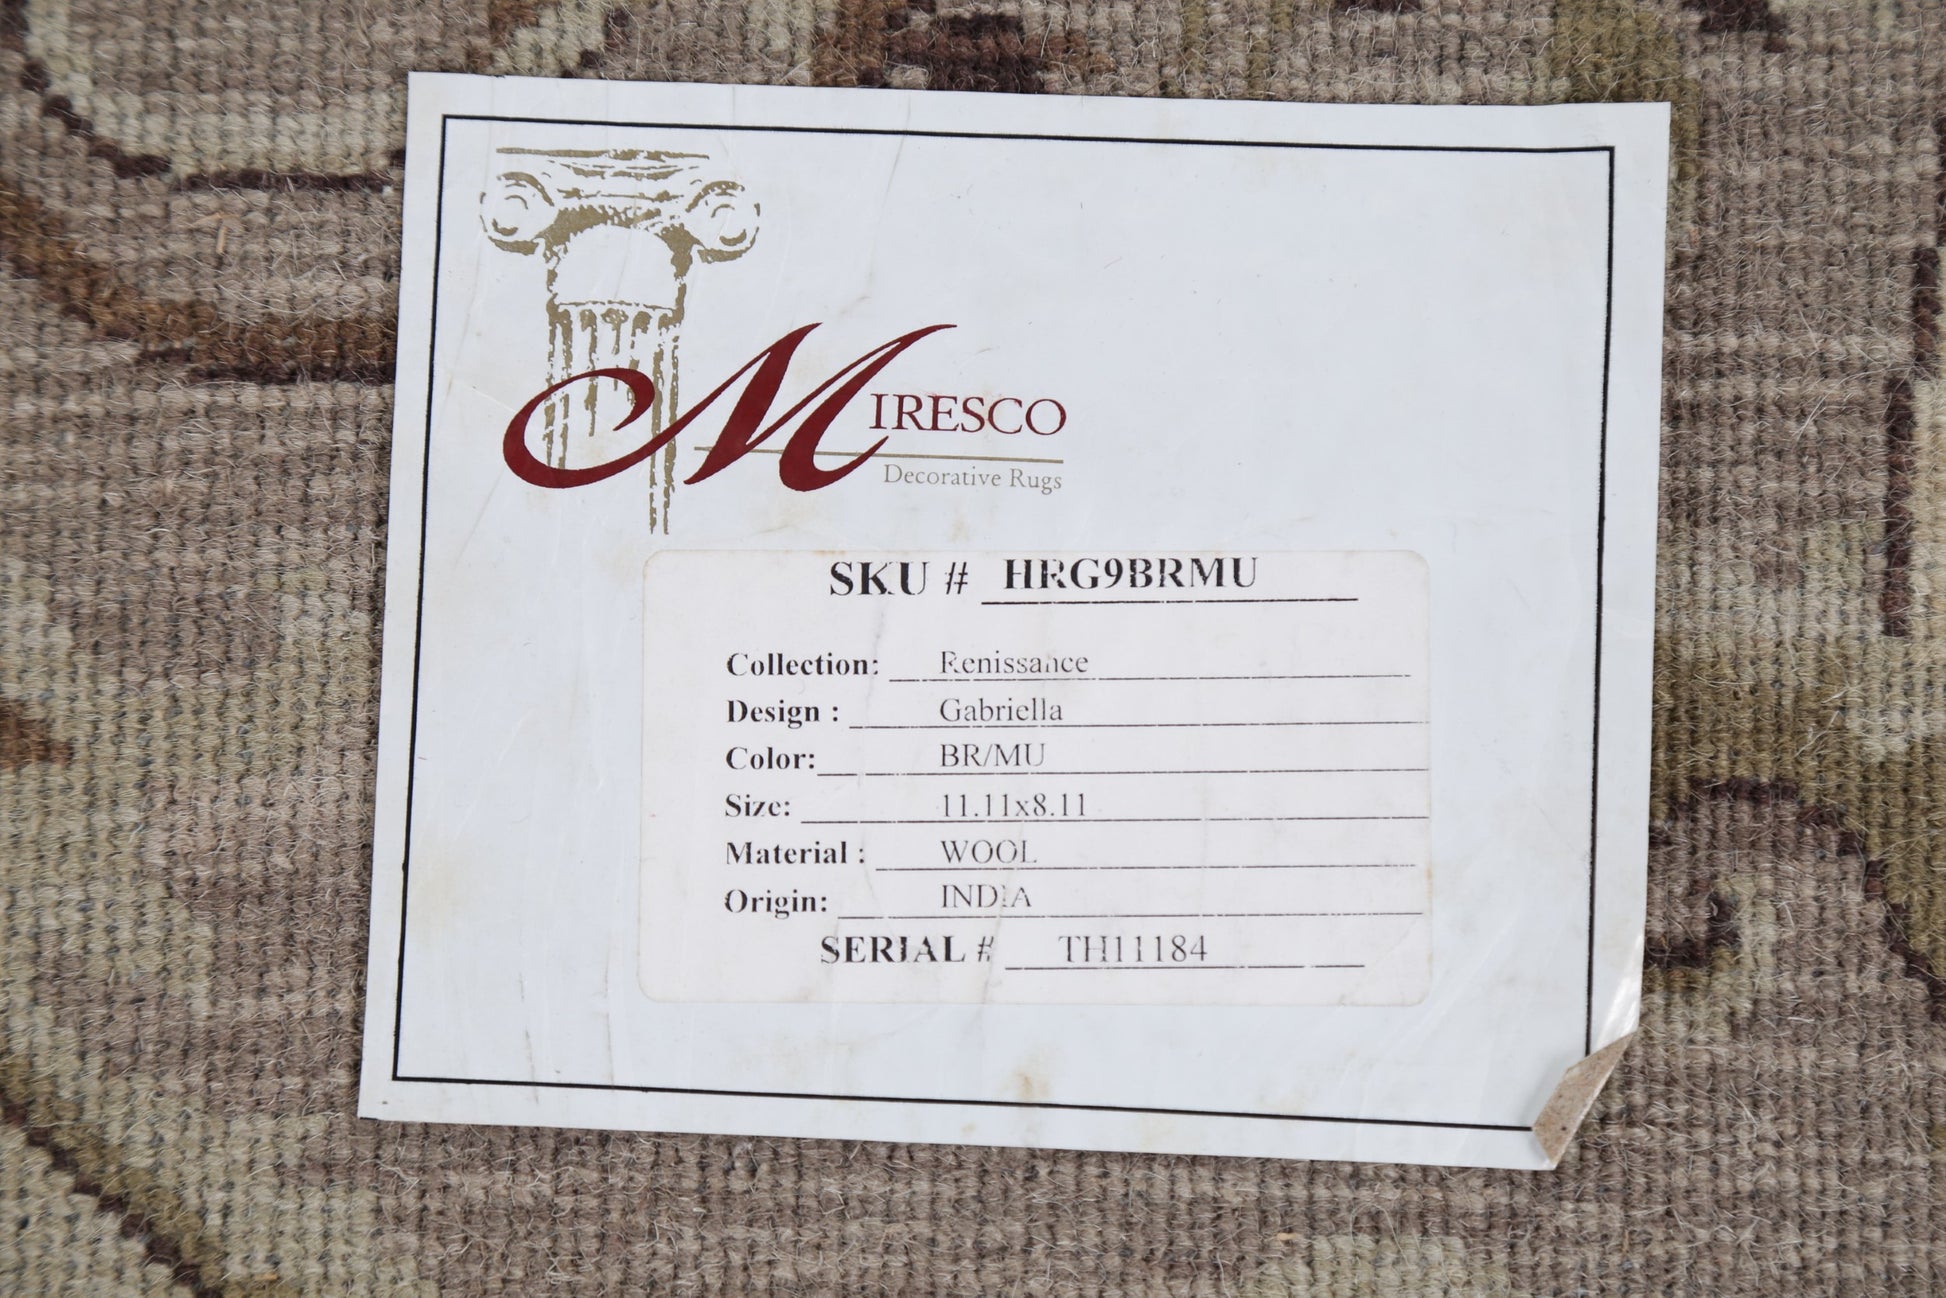 MIRESCO
Decorative Rugs
SKU # HRG9BRMU
Collection: Renissance
Design : Gabriella
Color: BR/MU
Size: 11.11x8.11
Material : WOOL
Origin: INDIA
SERIAL # TH11184